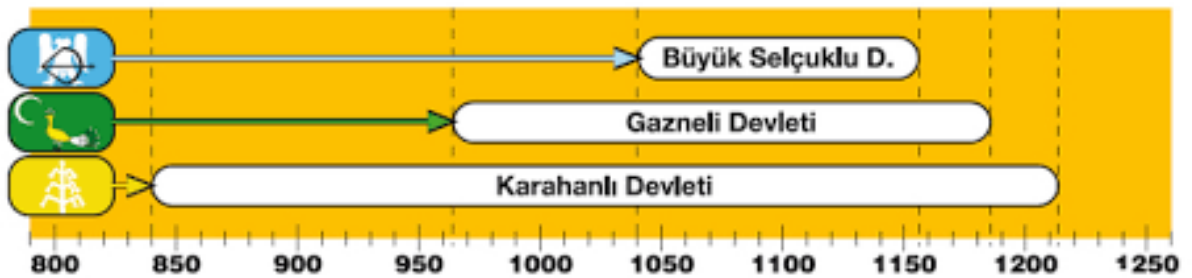 Büyük Selçuklu D.
Gazneli Devleti
Karahanlı Devleti
800 850 900 950 1000 1050 1100 1150 1200 1250